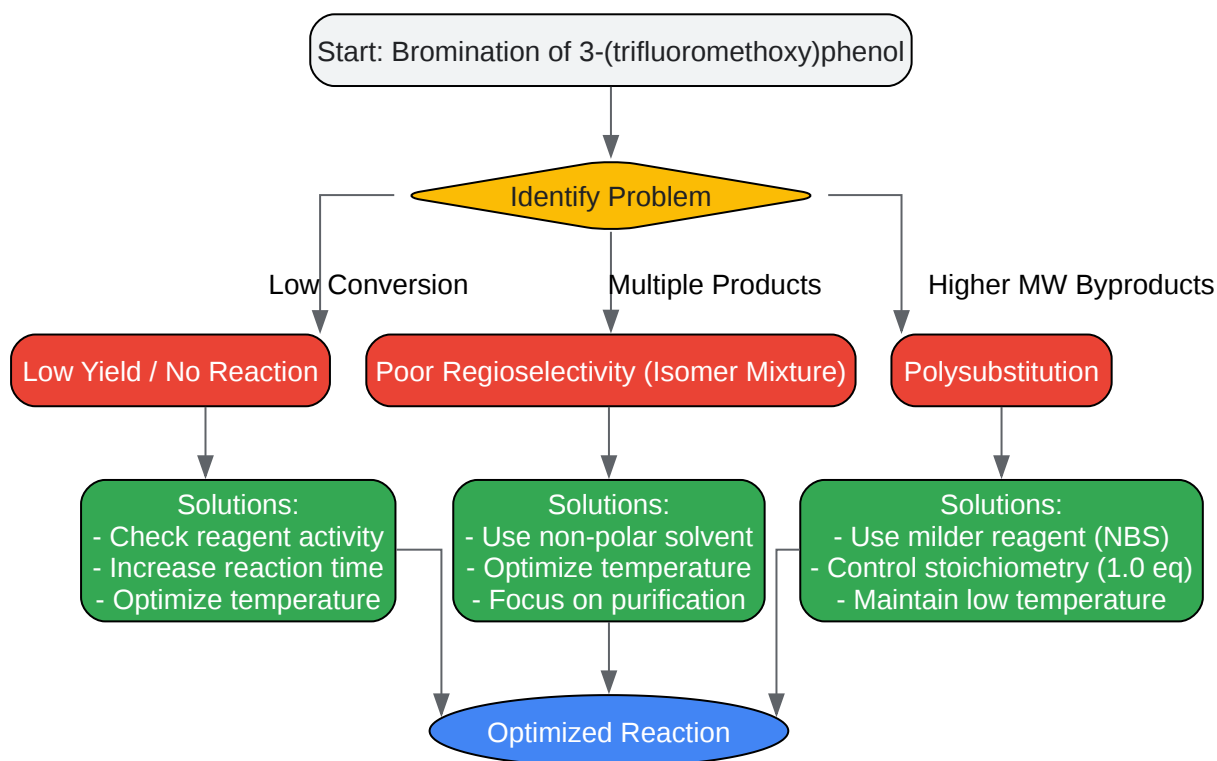 Start: Bromination of 3-(trifluoromethoxy)phenol
Identify Problem
Low Conversion
Multiple Products
Higher MW Byproducts
Low Yield / No Reaction
Poor Regioselectivity (Isomer Mixture)
Polysubstitution
Solutions:
- Check reagent activity
- Increase reaction time
- Optimize temperature
Solutions:
- Use non-polar solvent
- Optimize temperature
- Focus on purification
Solutions:
- Use milder reagent (NBS)
- Control stoichiometry (1.0 eq)
- Maintain low temperature
Optimized Reaction